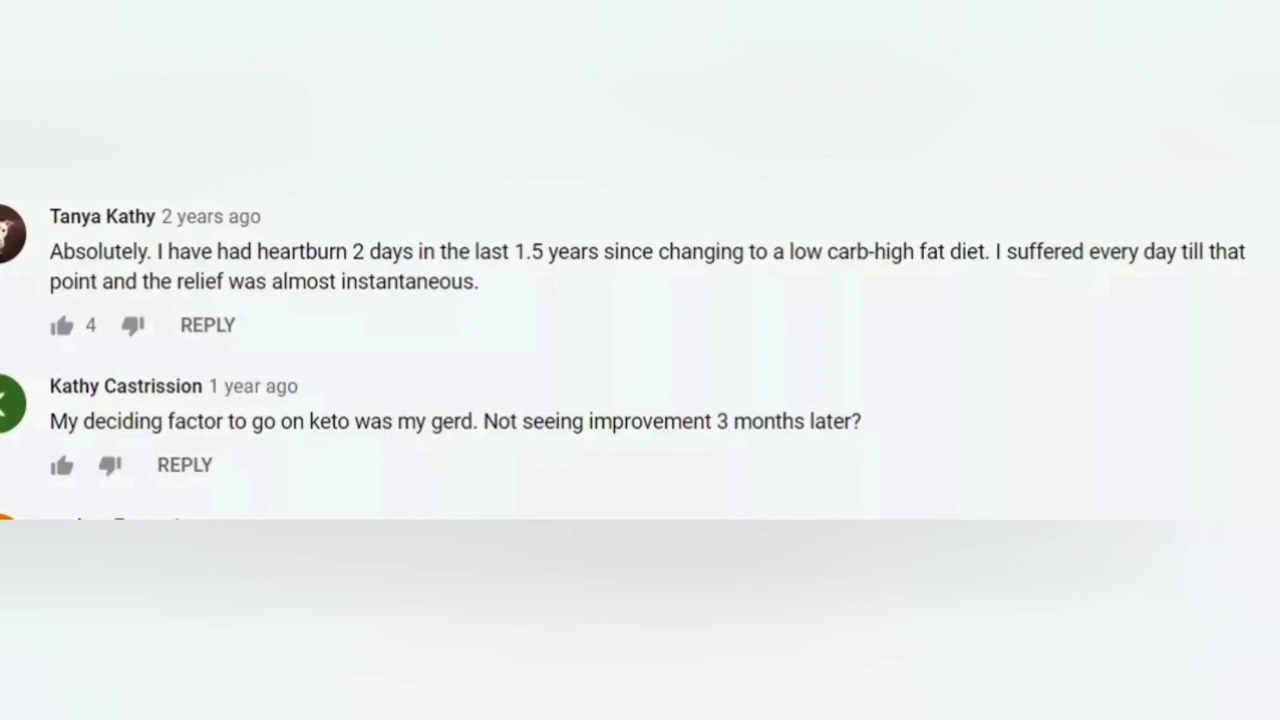 Tanya Kathy 2 years ago
Absolutely. I have had heartburn 2 days in the last 1.5 years since changing to a low carb-high fat diet. I suffered every day till that
point and the relief was almost instantaneous.
4 REPLY
Kathy Castrission 1 year ago
My deciding factor to go on keto was my gerd. Not seeing improvement 3 months later?
REPLY